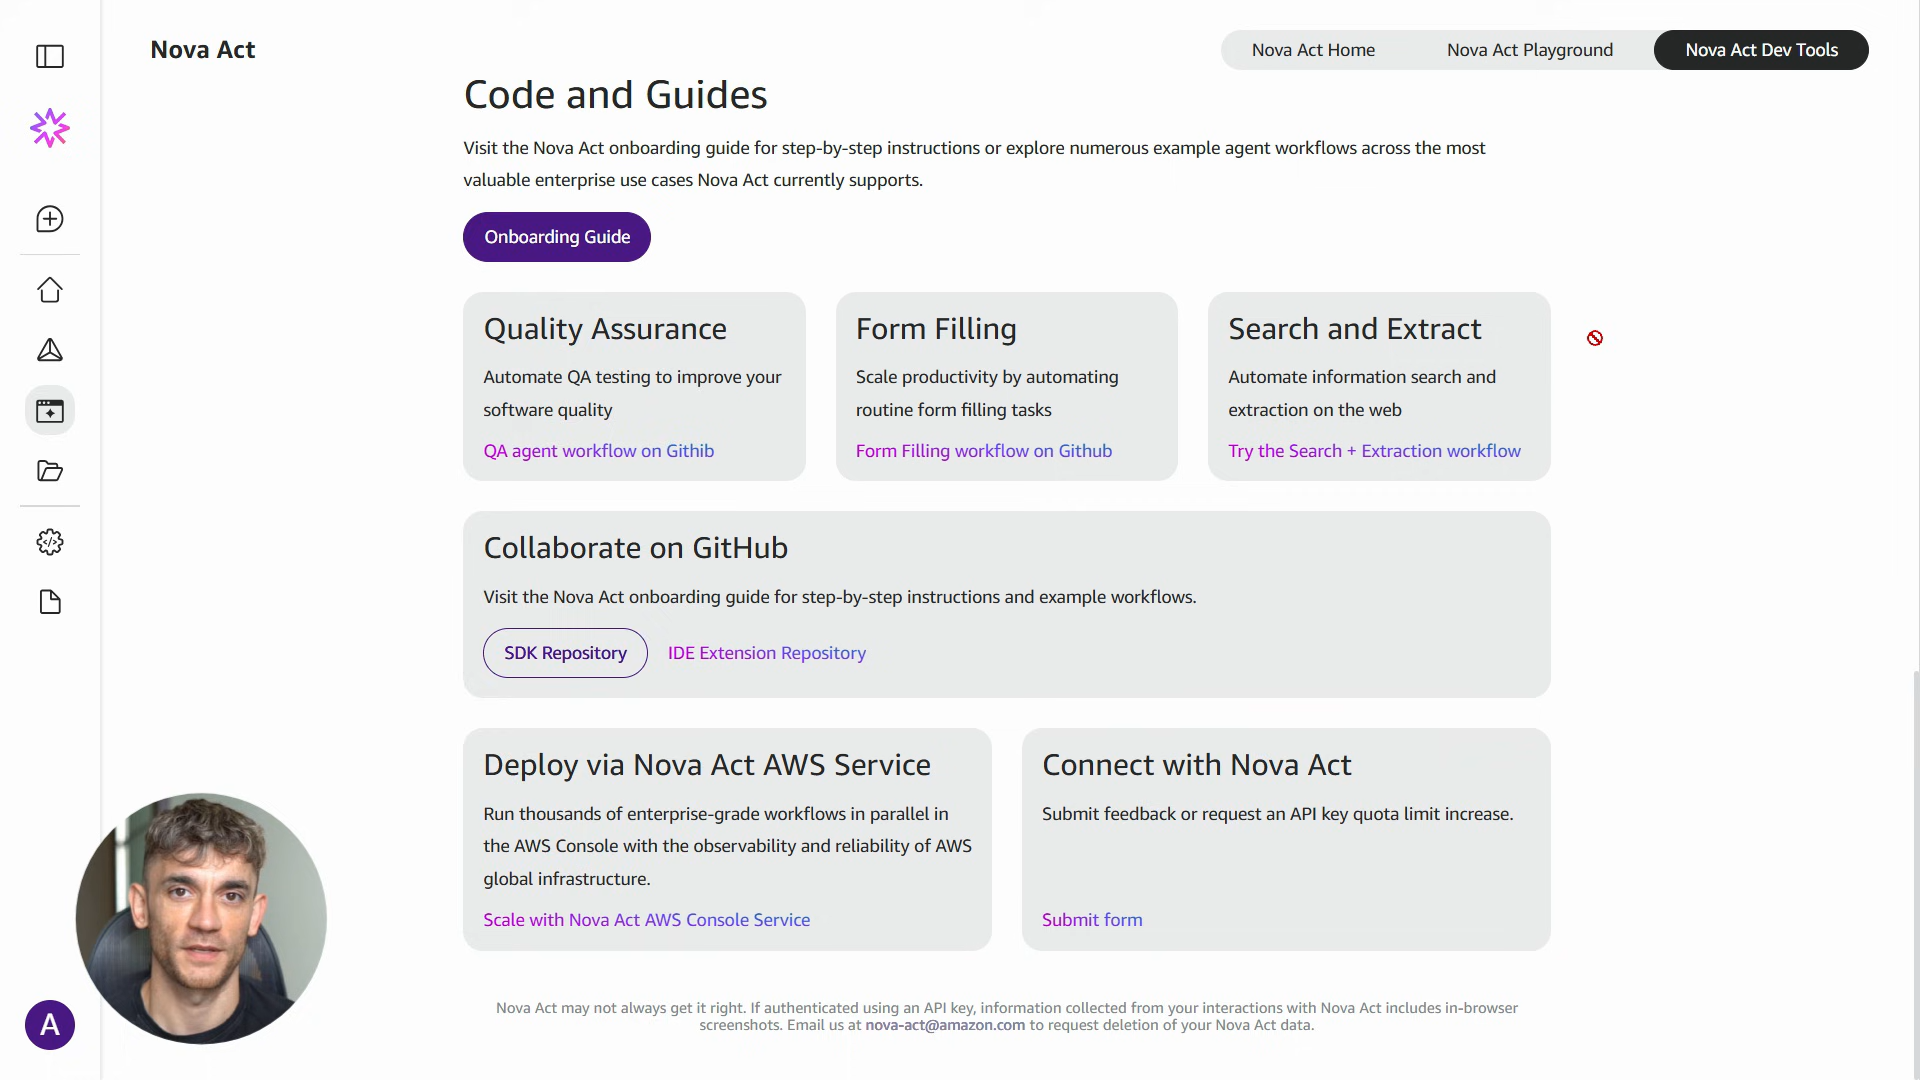 Nova Act
Nova Act Home
Nova Act Playground
Nova Act Dev Tools
Code and Guides
Visit the Nova Act onboarding guide for step-by-step instructions or explore numerous example agent workflows across the most
valuable enterprise use cases Nova Act currently supports.
Onboarding Guide
Quality Assurance
Automate QA testing to improve your
software quality
QA agent workflow on Githib
Form Filling
Scale productivity by automating
routine form filling tasks
Form Filling workflow on Github
Search and Extract
Automate information search and
extraction on the web
Try the Search + Extraction workflow
Collaborate on GitHub
Visit the Nova Act onboarding guide for step-by-step instructions and example workflows.
SDK Repository
IDE Extension Repository
Deploy via Nova Act AWS Service
Run thousands of enterprise-grade workflows in parallel in
the AWS Console with the observability and reliability of AWS
global infrastructure.
Scale with Nova Act AWS Console Service
Connect with Nova Act
Submit feedback or request an API key quota limit increase.
Submit form
Nova Act may not always get it right. If authenticated using an API key, information collected from your interactions with Nova Act includes in-browser
screenshots. Email us at nova-act@amazon.com to request deletion of your Nova Act data.
A